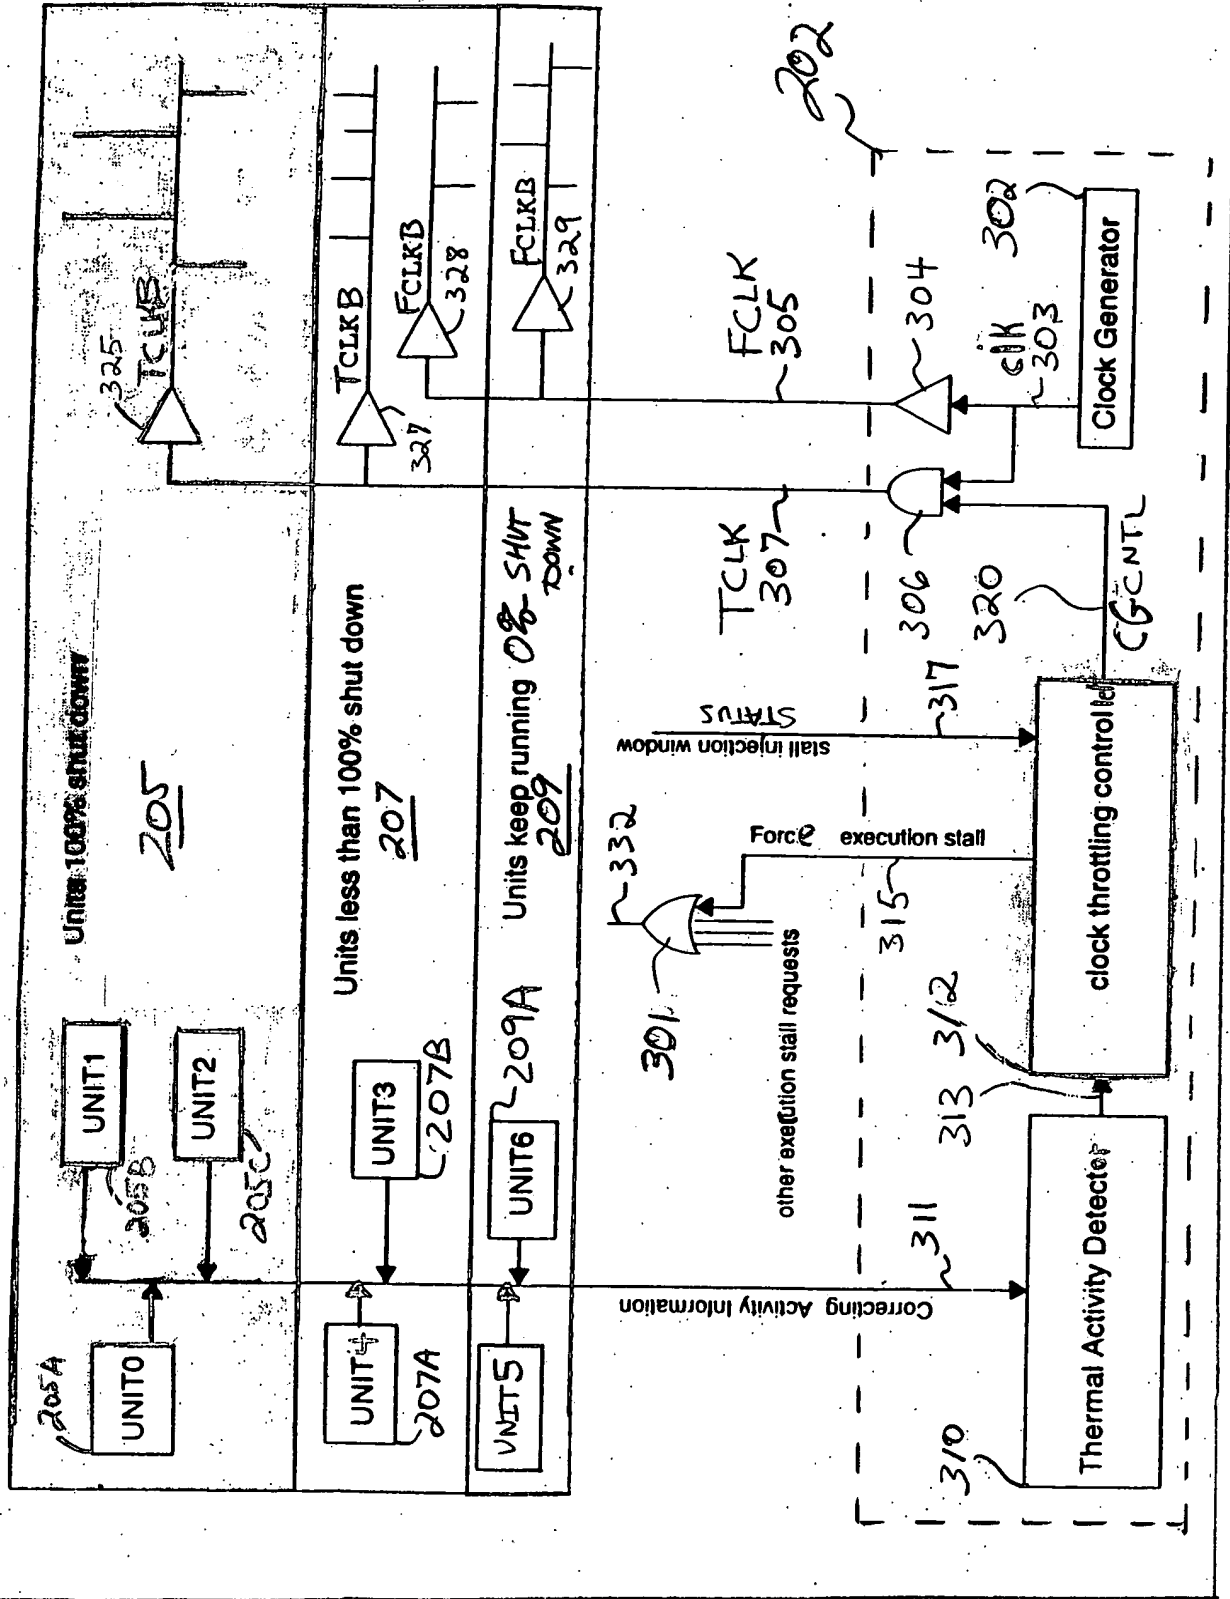 205A
UNIT0
UNIT1
205B
UNIT2
205C
Units 100% shut down
205
325
TCLKB
UNIT4
207A
UNIT3
207B
Units less than 100% shut down
207
TCLKB
327
FCLKB
328
UNIT5
UNIT6
209A
Units keep running 0% SHUT
DOWN
209
FCLKB
329
Correcting Activity Information
311
other execution stall requests
301
332
Force execution stall
315
stall injection window
STATUS
317
TCLK
307
FCLK
305
202
306
304
320
CGCNTL
clk
303
302
Clock Generator
310
Thermal Activity Detector
313
312
clock throttling controller